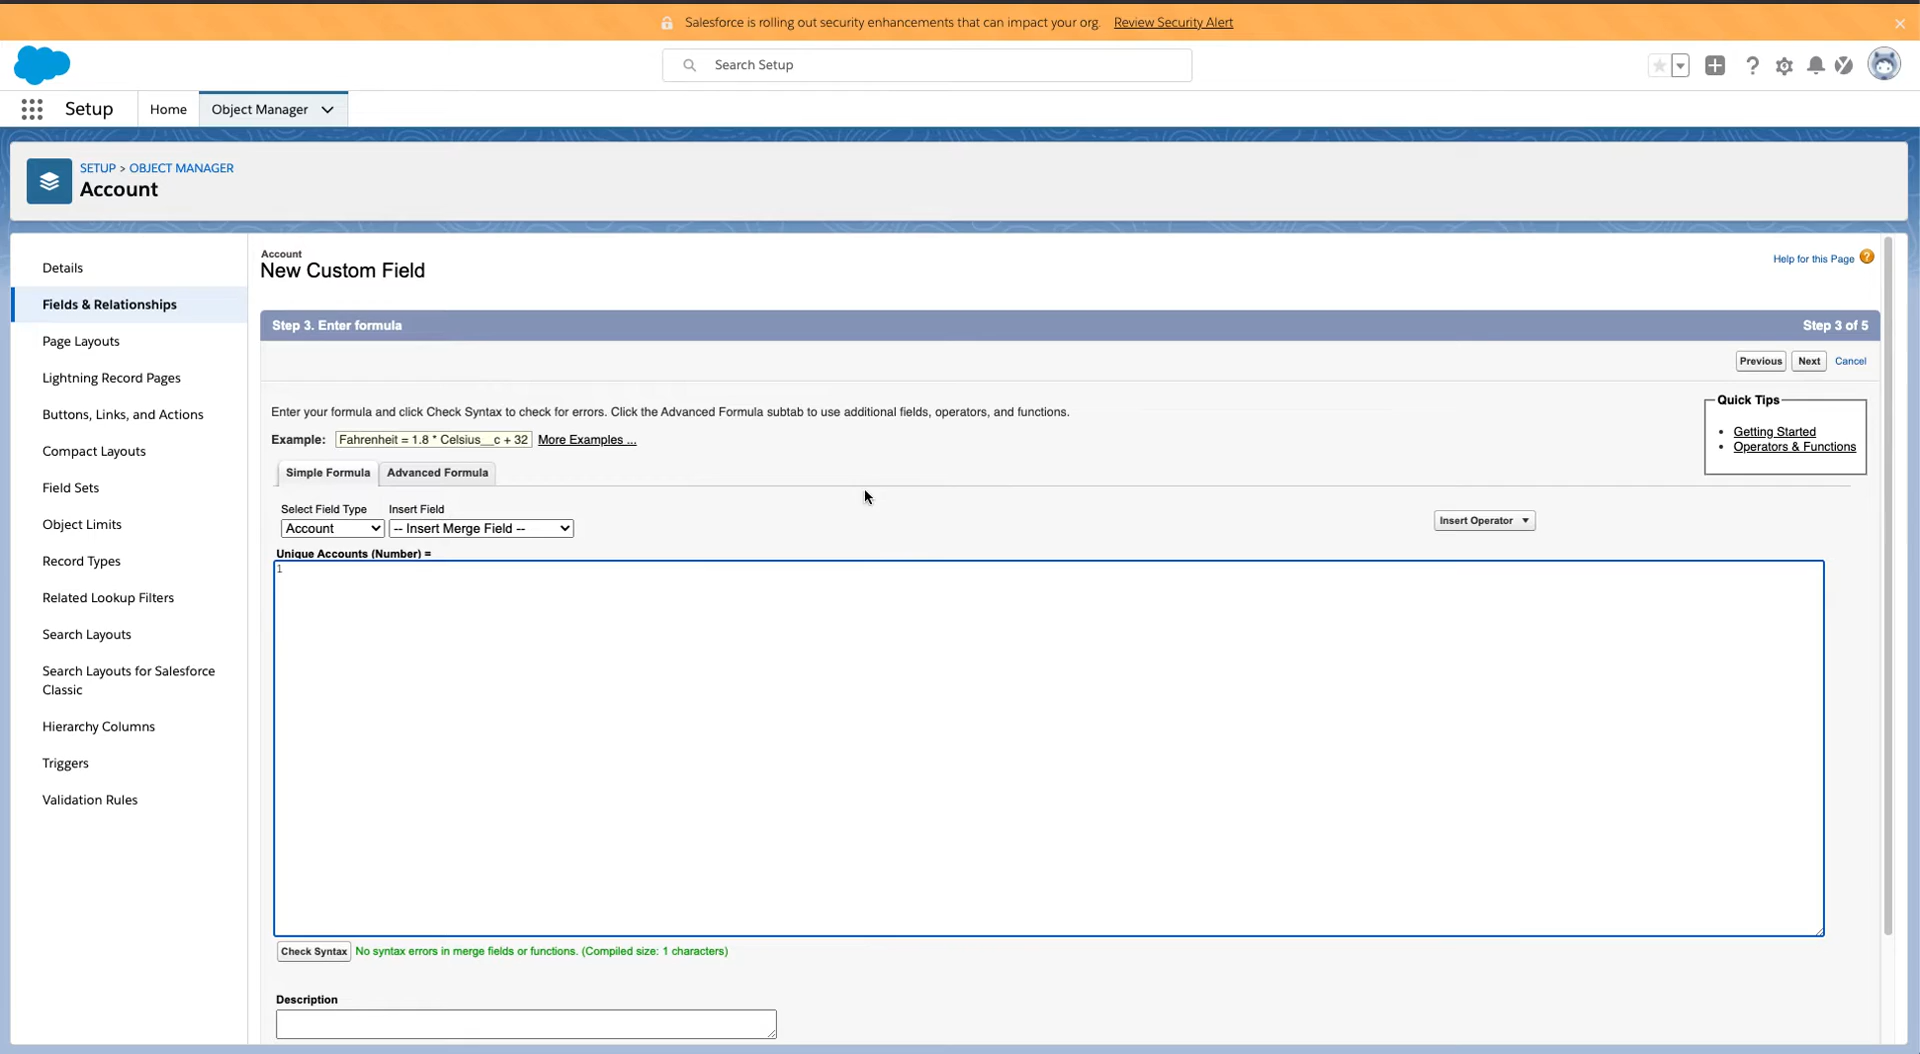 Salesforce is rolling out security enhancements that can impact your org. Review Security Alert
Search Setup
Setup
Home
Object Manager
SETUP > OBJECT MANAGER
Account
Details
Fields & Relationships
Page Layouts
Lightning Record Pages
Buttons, Links, and Actions
Compact Layouts
Field Sets
Object Limits
Record Types
Related Lookup Filters
Search Layouts
Search Layouts for Salesforce
Classic
Hierarchy Columns
Triggers
Validation Rules
Account
New Custom Field
Help for this Page ?
Step 3. Enter formula
Step 3 of 5
Previous Next Cancel
Enter your formula and click Check Syntax to check for errors. Click the Advanced Formula subtab to use additional fields, operators, and functions.
Example: Fahrenheit = 1.8 * Celsius__c + 32 More Examples ...
Quick Tips
• Getting Started
• Operators & Functions
Simple Formula Advanced Formula
Select Field Type Insert Field
Account -- Insert Merge Field --
Insert Operator
Unique Accounts (Number) =
1
Check Syntax No syntax errors in merge fields or functions. (Compiled size: 1 characters)
Description